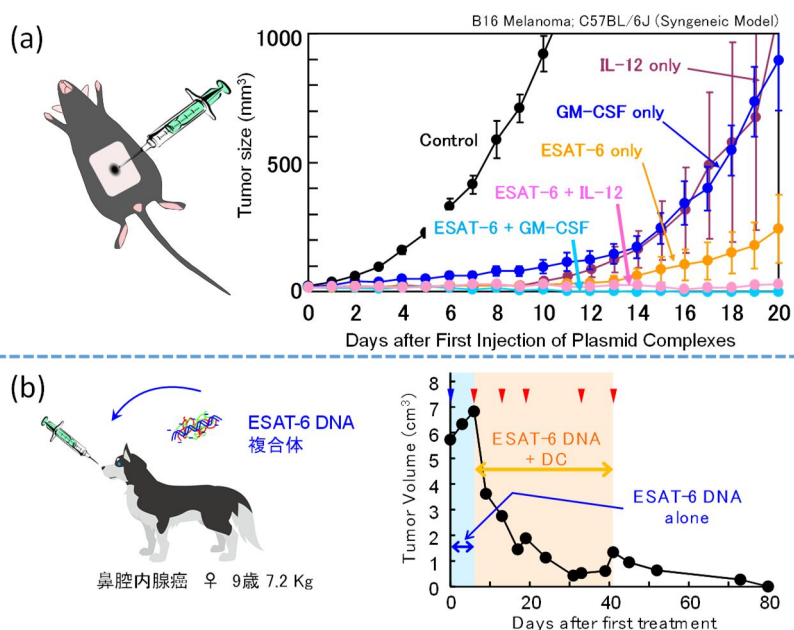 B16 Melanoma; C57BL/6J (Syngeneic Model)
(a)
1000
500
0
Tumor size (mm³)
Control
IL-12 only
GM-CSF only
ESAT-6 only
ESAT-6 + IL-12
ESAT-6 + GM-CSF
0 2 4 6 8 10 12 14 16 18 20
Days after First Injection of Plasmid Complexes
(b)
ESAT-6 DNA
複合体
鼻腔内腺癌 ♀ 9歳 7.2 Kg
8
7
6
5
4
3
2
1
0
Tumor Volume (cm³)
ESAT-6 DNA
+ DC
ESAT-6 DNA
alone
0 20 40 60 80
Days after first treatment